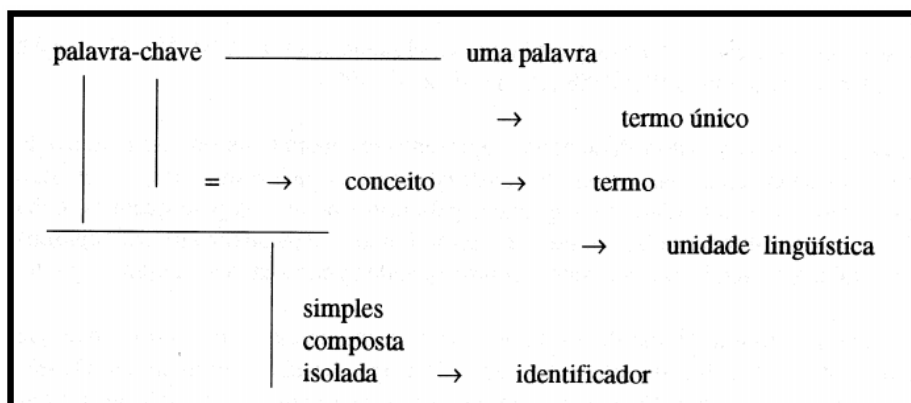 palavra-chave uma palavra
→ termo único
= → conceito → termo
→ unidade lingüística
simples
composta
isolada → identificador